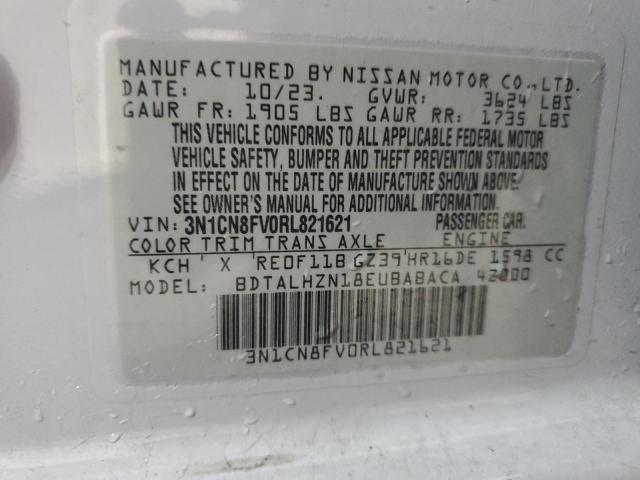 MANUFACTURED BY NISSAN MOTOR CO., LTD.
DATE: 10/23. GVWR: 3624 LBS
GAWR FR: 1905 LBS GAWR RR: 1735 LBS
THIS VEHICLE CONFORMS TO ALL APPLICABLE FEDERAL MOTOR
VEHICLE SAFETY, BUMPER AND THEFT PREVENTION STANDARDS
IN EFFECT ON THE DATE OF MANUFACTURE SHOWN ABOVE.
SEE OWNER'S MANUAL FOR ADDITIONAL INFORMATION.
VIN: 3N1CN8FV0RL821621 PASSENGER CAR.
COLOR TRIM TRANS AXLE ENGINE
KCH' X RE0F11B GZ39'HR16DE 1598 CC
MODEL: BDTALHZN18EUBABACA 42000
3N1CN8FV0RL821621